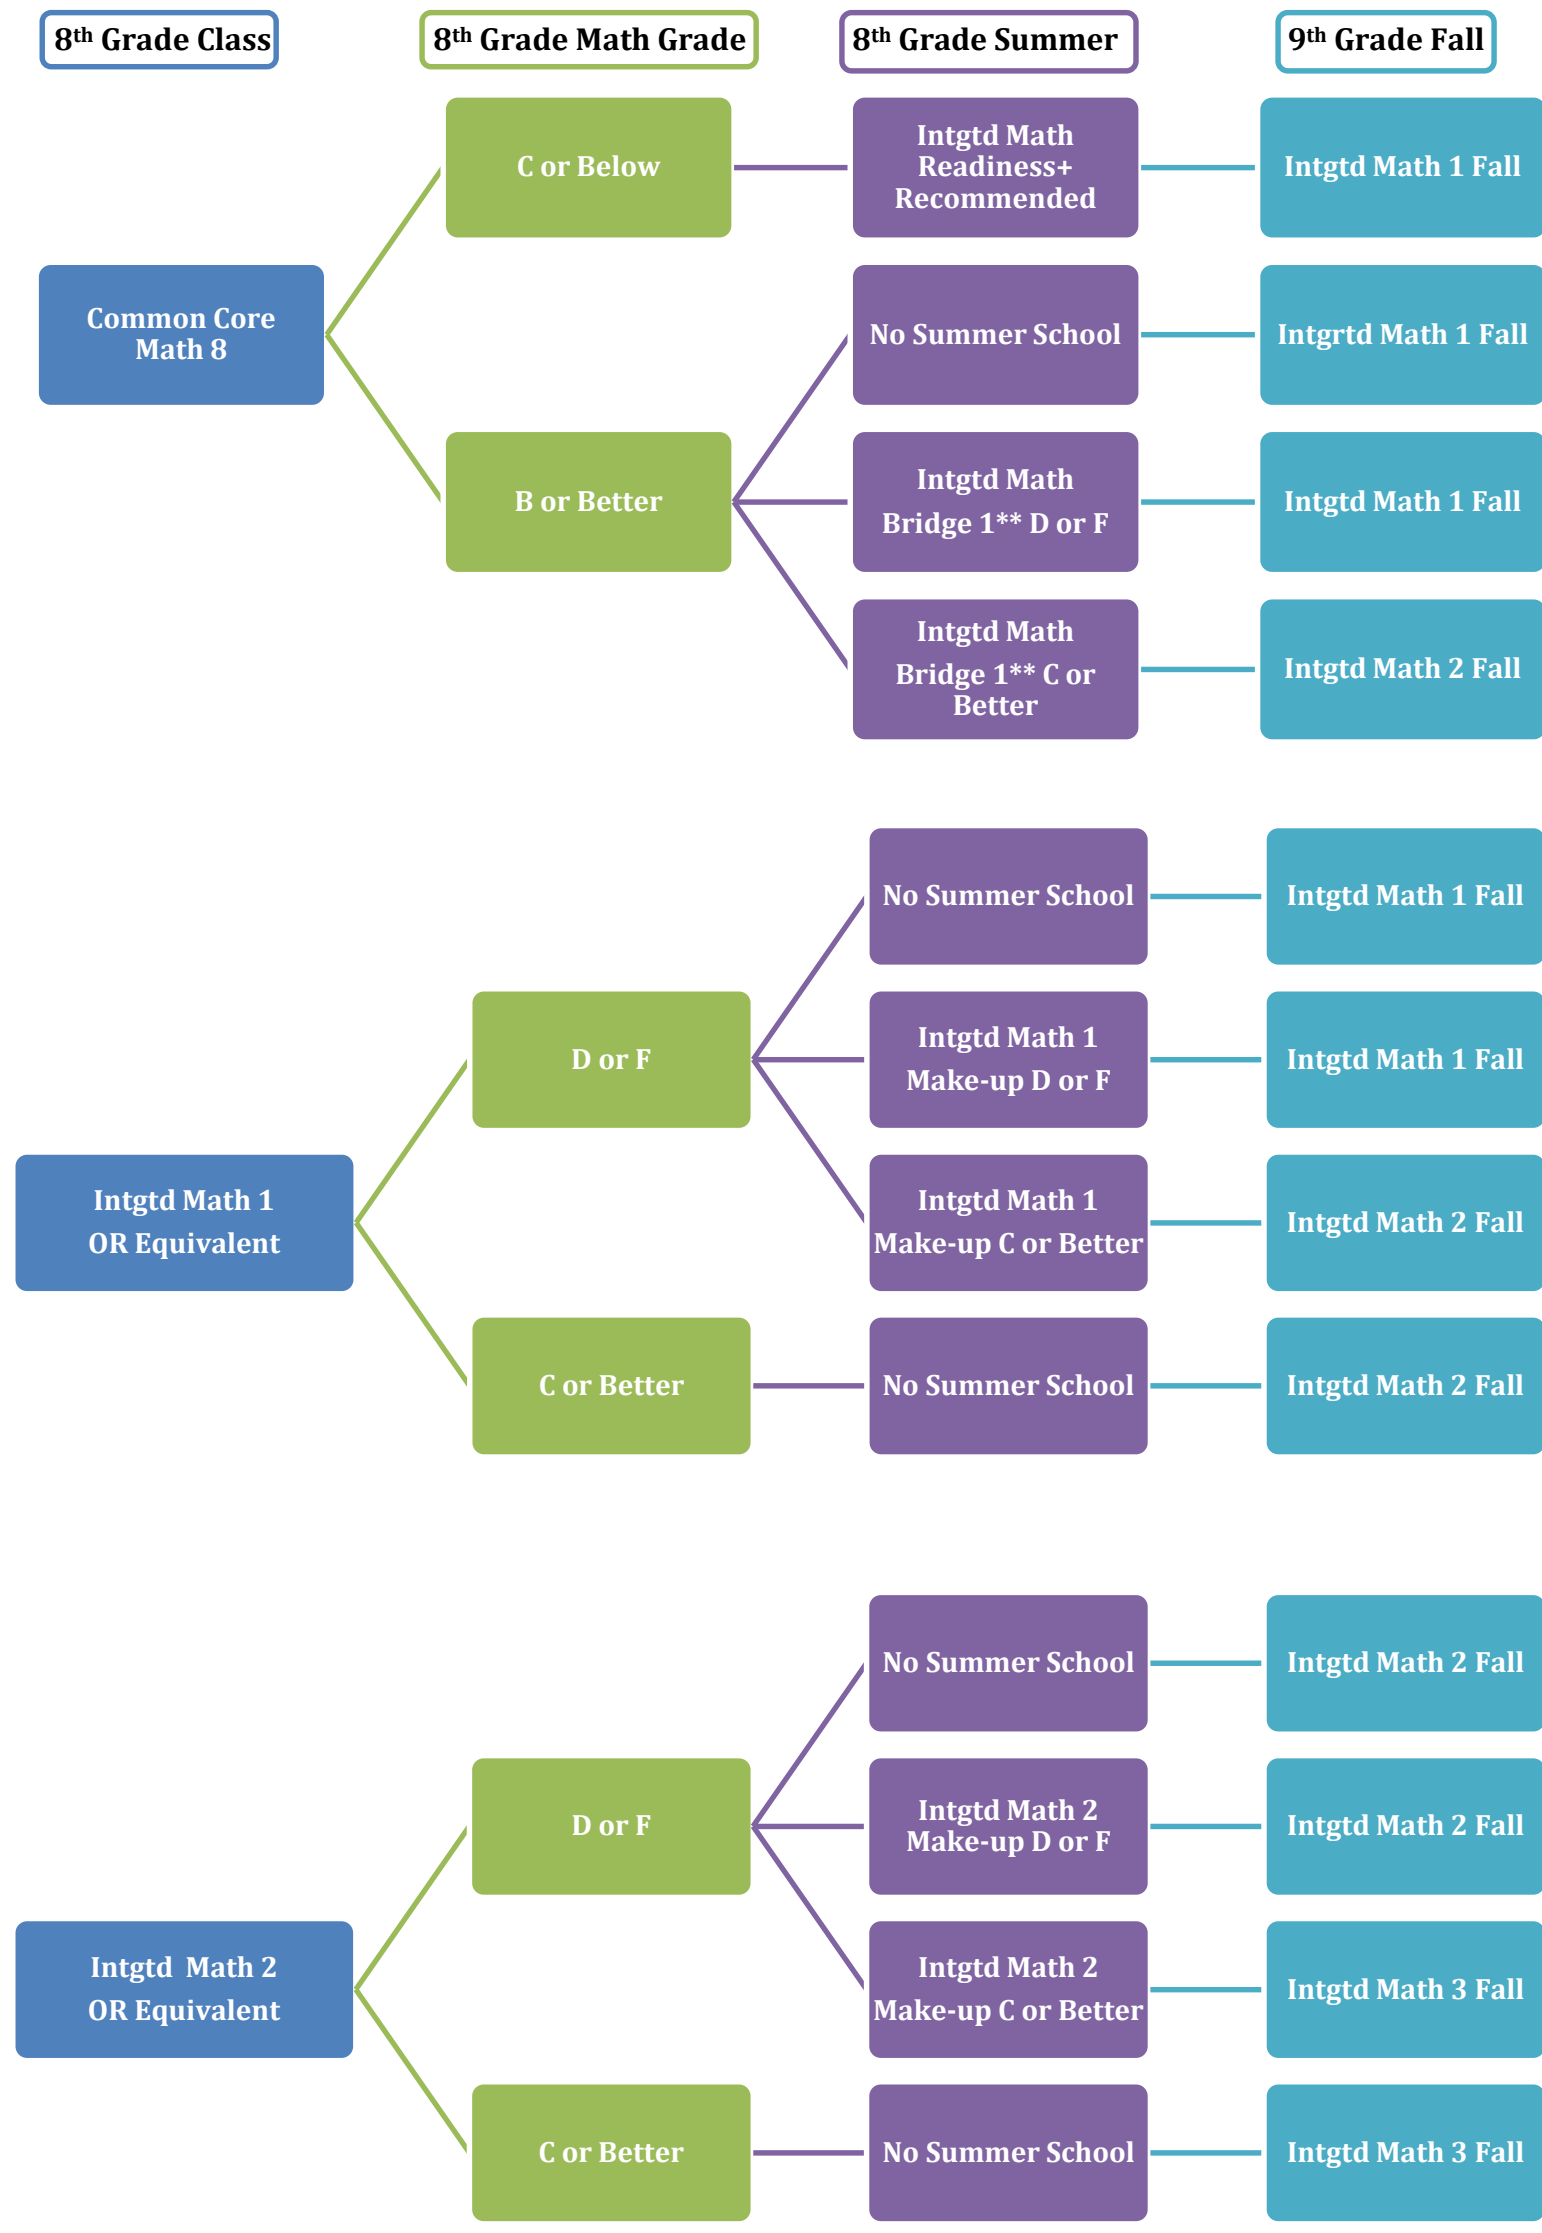 8th Grade Class
8th Grade Math Grade
8th Grade Summer
9th Grade Fall
Common Core
Math 8
C or Below
Intgtd Math
Readiness+
Recommended
Intgtd Math 1 Fall
B or Better
No Summer School
Intgrtd Math 1 Fall
Intgtd Math
Bridge 1** D or F
Intgtd Math 1 Fall
Intgtd Math
Bridge 1** C or
Better
Intgtd Math 2 Fall
Intgtd Math 1
OR Equivalent
D or F
No Summer School
Intgtd Math 1 Fall
Intgtd Math 1
Make-up D or F
Intgtd Math 1 Fall
Intgtd Math 1
Make-up C or Better
Intgtd Math 2 Fall
C or Better
No Summer School
Intgtd Math 2 Fall
Intgtd Math 2
OR Equivalent
D or F
No Summer School
Intgtd Math 2 Fall
Intgtd Math 2
Make-up D or F
Intgtd Math 2 Fall
Intgtd Math 2
Make-up C or Better
Intgtd Math 3 Fall
C or Better
No Summer School
Intgtd Math 3 Fall